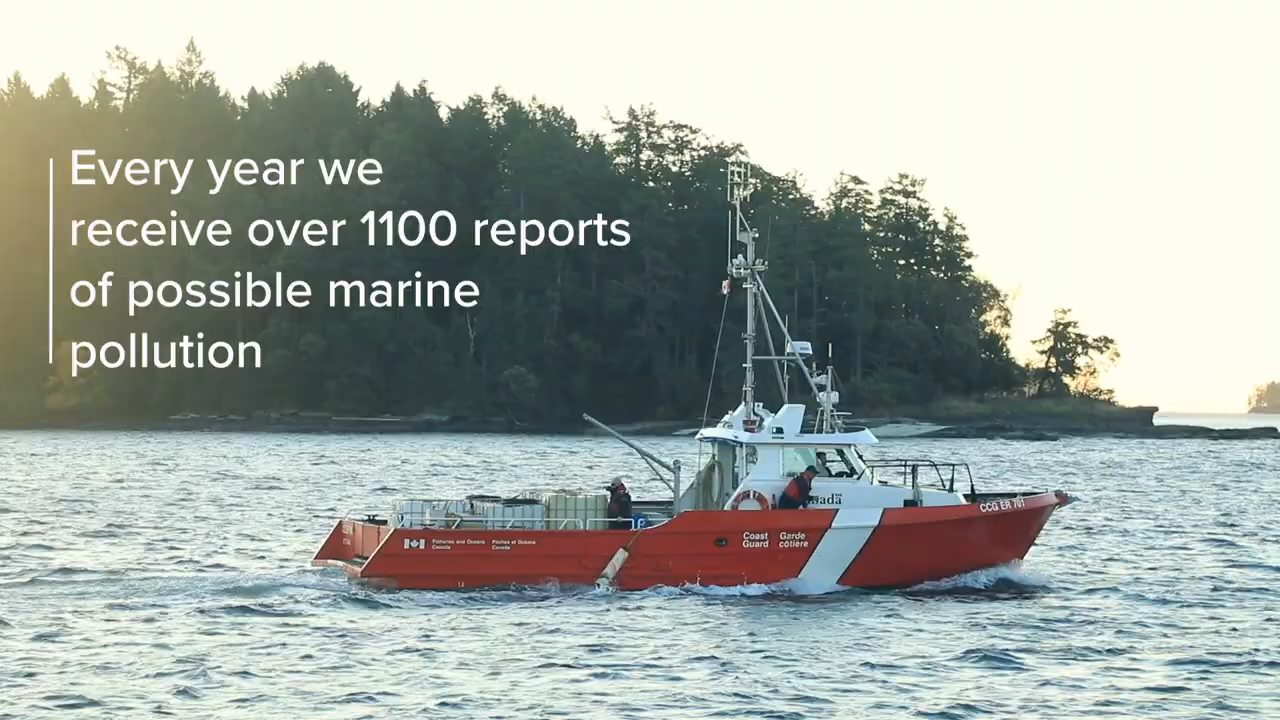 Every year we
receive over 1100 reports
of possible marine
pollution
CCG ER 701
Coast Garde
Guard côtière
Fisheries and Oceans Pêches et Océans
Canada Canada